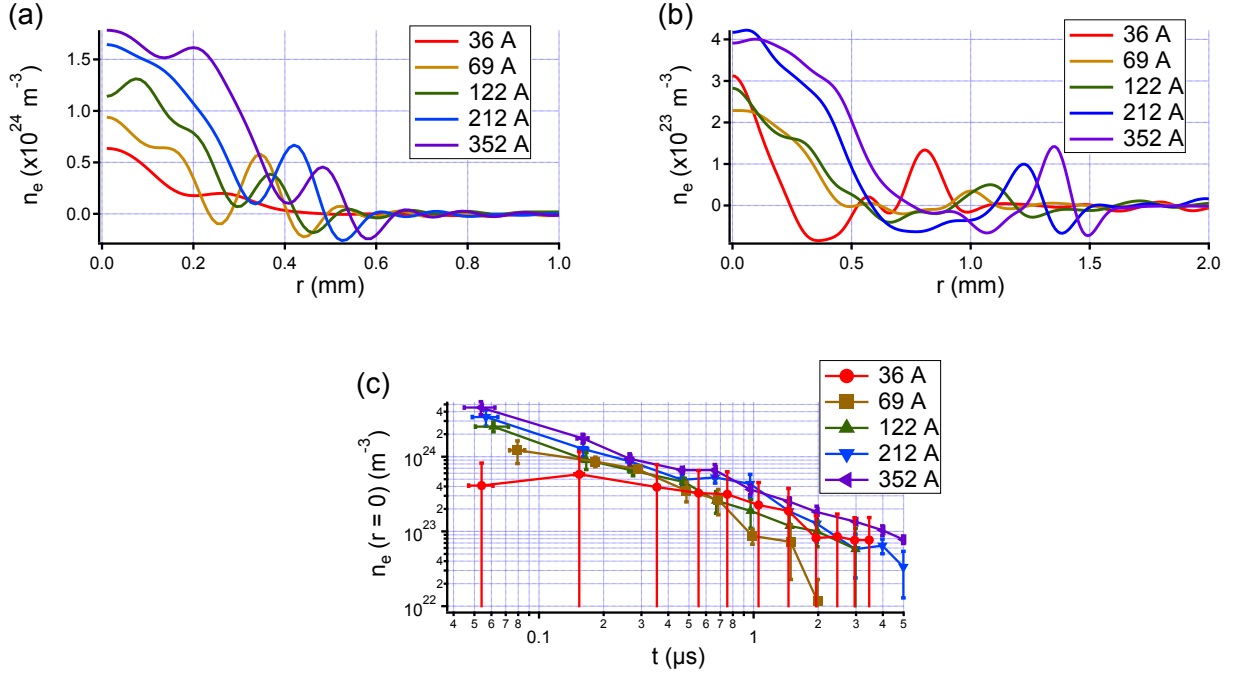 (a)
n_e (x10^24 m^-3)
1.5
1.0
0.5
0.0
0.0 0.2 0.4 0.6 0.8 1.0
r (mm)
36 A
69 A
122 A
212 A
352 A
(b)
n_e (x10^23 m^-3)
4
3
2
1
0
0.0 0.5 1.0 1.5 2.0
r (mm)
36 A
69 A
122 A
212 A
352 A
(c)
n_e (r = 0) (m^-3)
4
2
10^24
4
2
10^23
4
2
10^22
4 5 6 7 8 0.1 2 3 4 5 6 7 8 1 2 3 4 5
t (µs)
36 A
69 A
122 A
212 A
352 A